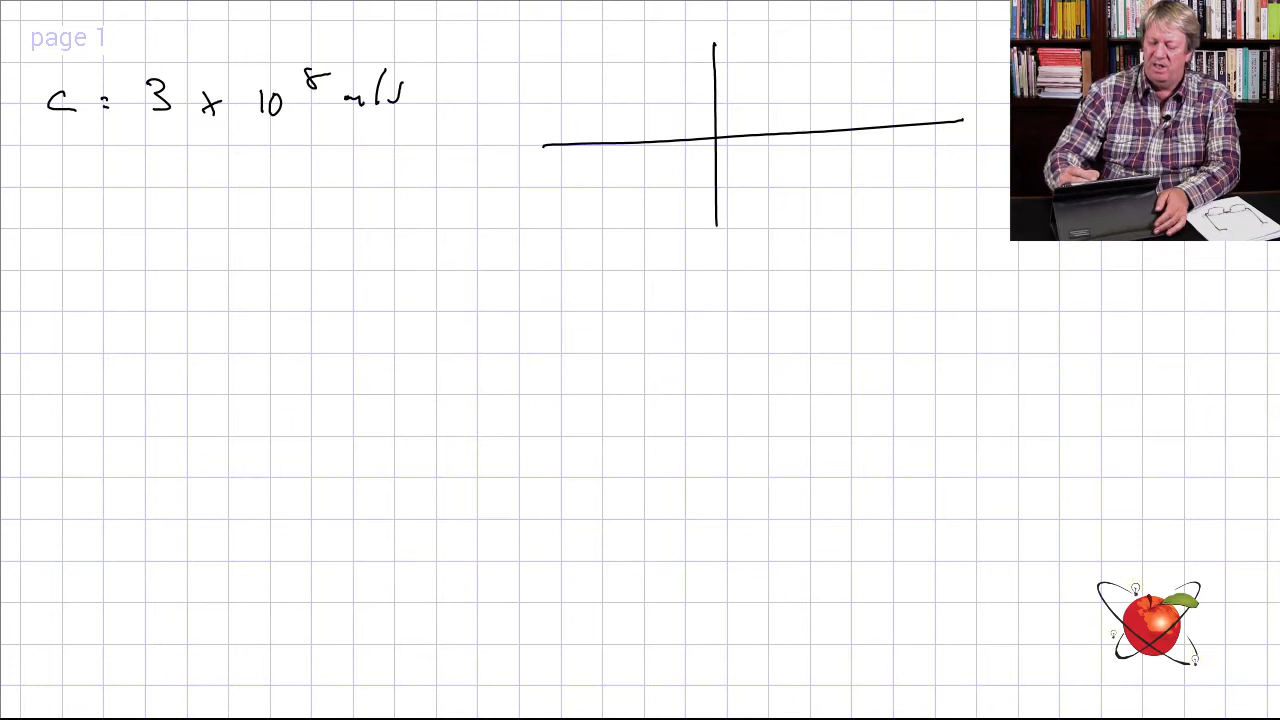 page 1
c = 3 × 10⁸ m/s